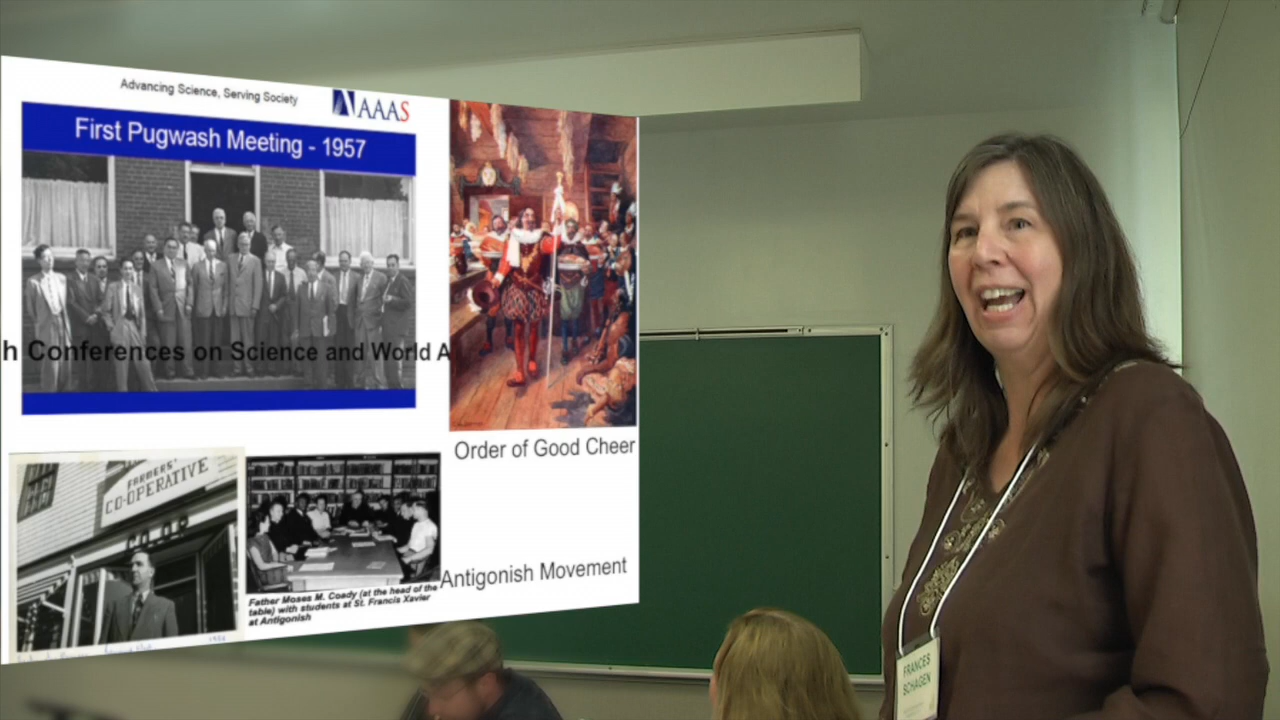 Advancing Science, Serving Society
AAAS
First Pugwash Meeting - 1957
h Conferences on Science and World A
Order of Good Cheer
FARMERS'
CO-OPERATIVE
CO-OP
Father Moses M. Coady (at the head of the
table) with students at St. Francis Xavier
at Antigonish
Antigonish Movement
FRANCES
SCHAGEN